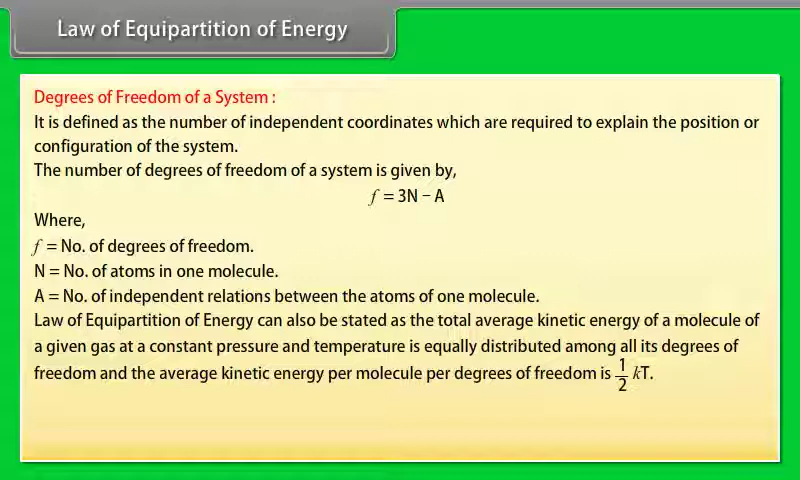 Law of Equipartition of Energy
Degrees of Freedom of a System :
It is defined as the number of independent coordinates which are required to explain the position or
configuration of the system.
The number of degrees of freedom of a system is given by,
f = 3N − A
Where,
f = No. of degrees of freedom.
N = No. of atoms in one molecule.
A = No. of independent relations between the atoms of one molecule.
Law of Equipartition of Energy can also be stated as the total average kinetic energy of a molecule of
a given gas at a constant pressure and temperature is equally distributed among all its degrees of
freedom and the average kinetic energy per molecule per degrees of freedom is 1/2 kT.